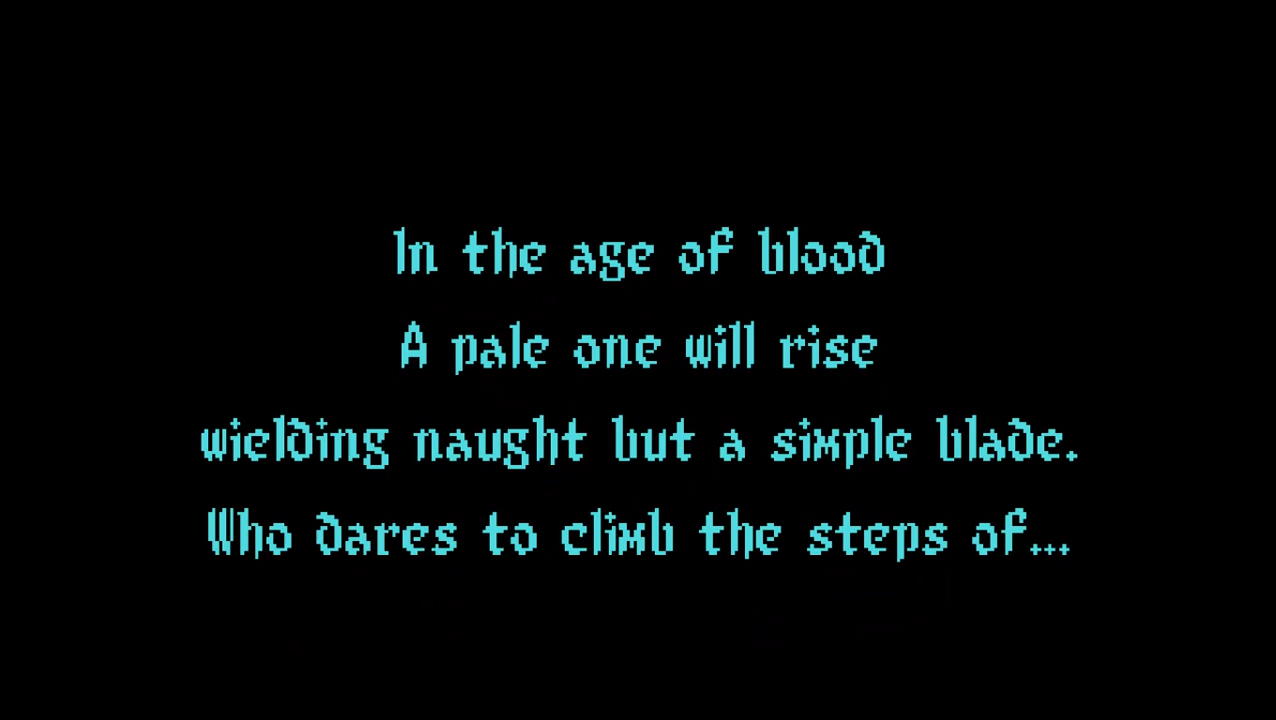 In the age of blood
A pale one will rise
wielding naught but a simple blade.
Who dares to climb the steps of...